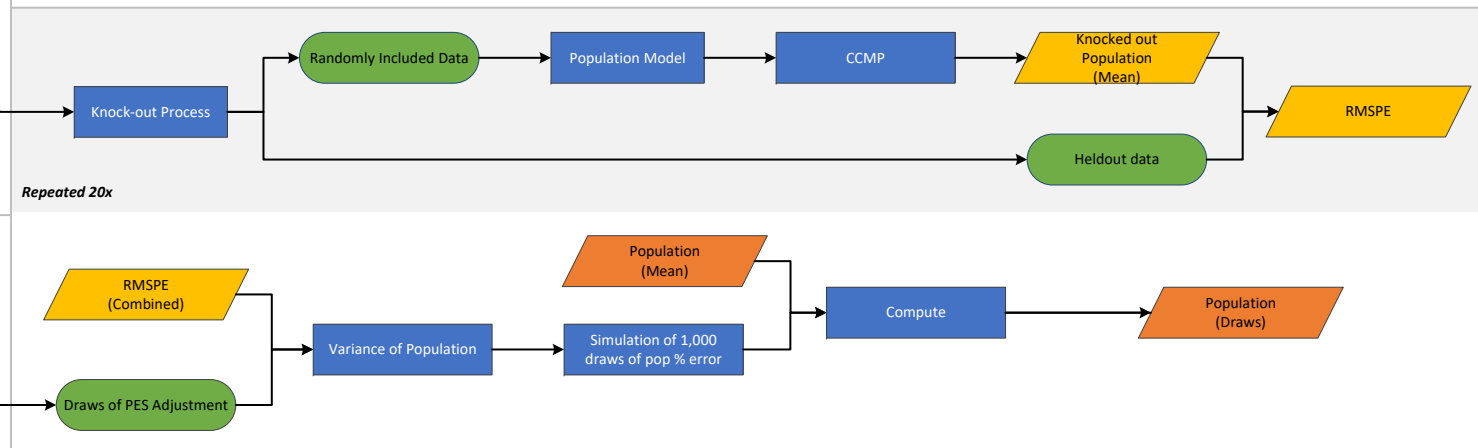 Randomly Included Data
Population Model
CCMP
Knocked out
Population
(Mean)
Knock-out Process
RMSPE
Heldout data
Repeated 20x
Population
(Mean)
RMSPE
(Combined)
Compute
Population
(Draws)
Variance of Population
Simulation of 1,000
draws of pop % error
Draws of PES Adjustment